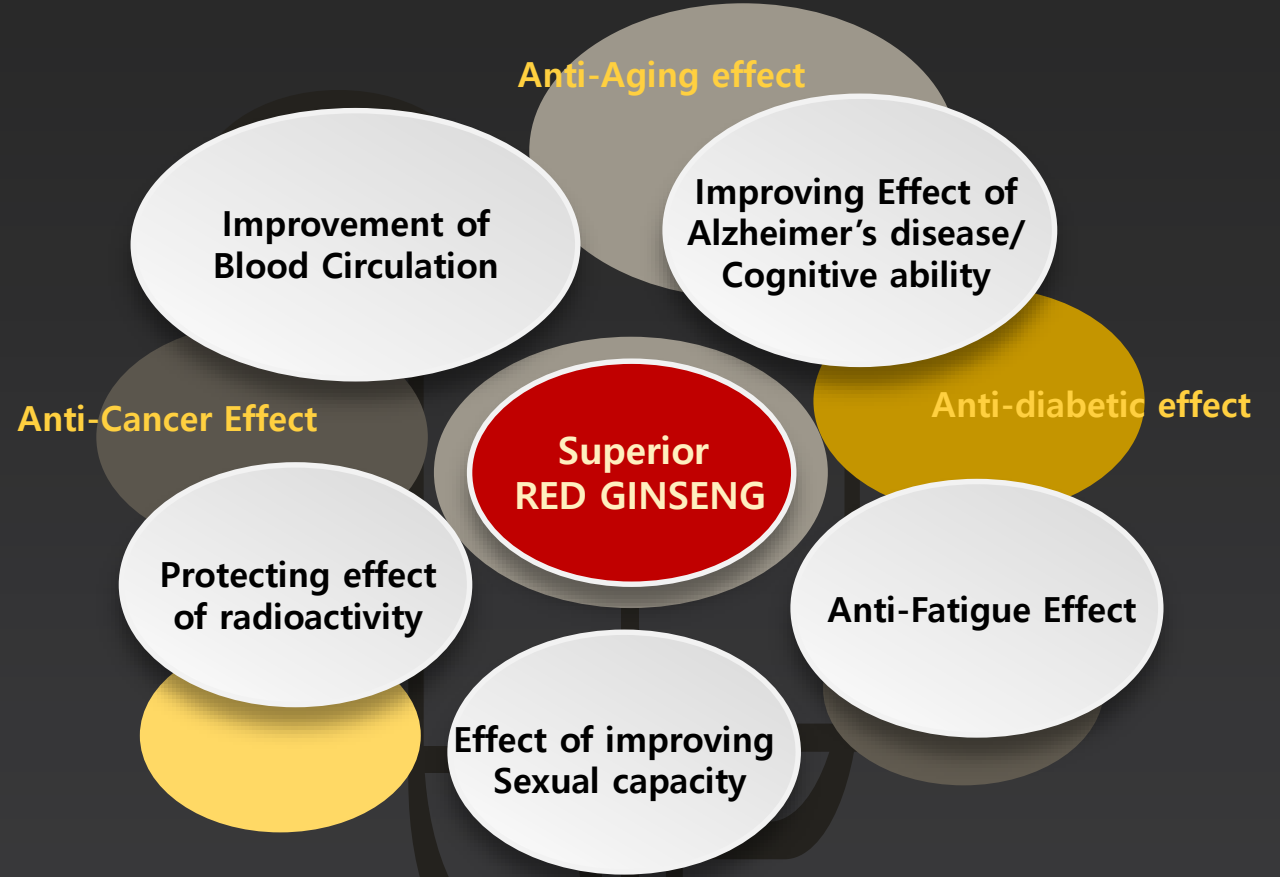 Anti-Aging effect
Improvement of
Blood Circulation
Improving Effect of
Alzheimer’s disease/
Cognitive ability
Anti-Cancer Effect
Anti-diabetic effect
Superior
RED GINSENG
Protecting effect
of radioactivity
Anti-Fatigue Effect
Effect of improving
Sexual capacity